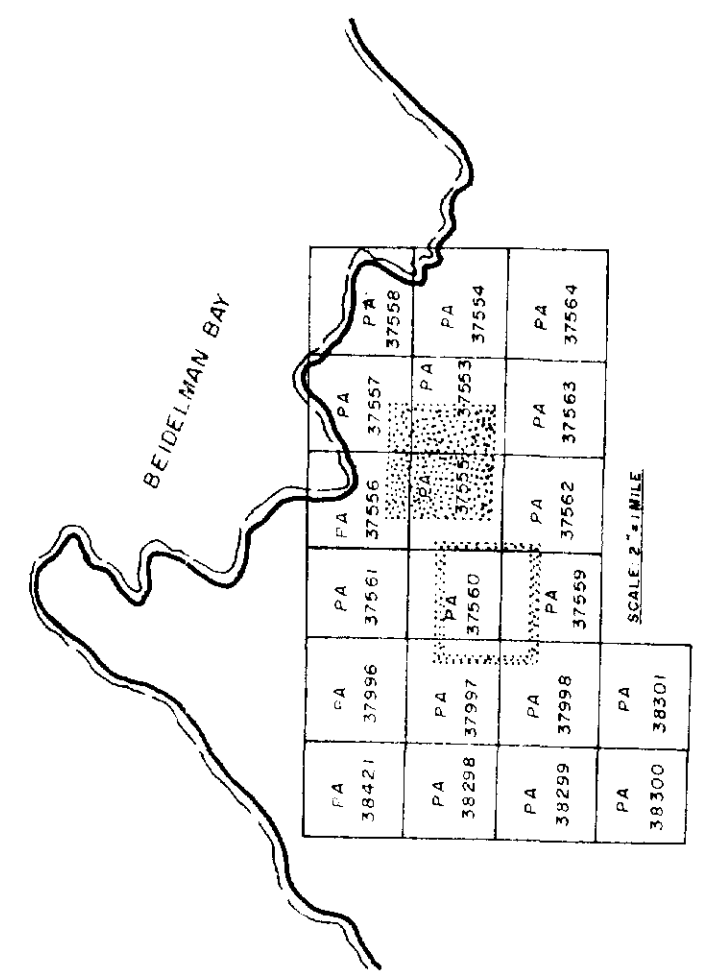 BEIDELMAN BAY
PA
38421
PA
37996
PA
37561
PA
37556
PA
37557
PA
37558
PA
38298
PA
37997
PA
37560
PA
37555
PA
37553
PA
37554
PA
38299
PA
37998
PA
37559
PA
37562
PA
37563
PA
37564
PA
38300
PA
38301
SCALE 2" = 1 MILE